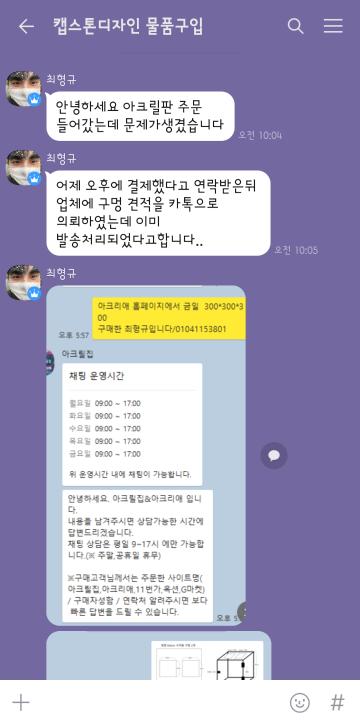 캡스톤디자인 물품구입
최형규
안녕하세요 아크릴판 주문
들어갔는데 문제가생겼습니다
오전 10:04
최형규
어제 오후에 결제했다고 연락받은뒤
업체에 구멍 견적을 카톡으로
의뢰하였는데 이미
발송처리되었다고합니다..
오전 10:05
최형규
아크리애 홈페이지에서 금일 300*300*3
00
구매한 최형규입니다/01041153801
오후 5:57
아크릴집
채팅 운영시간
월요일 09:00 ~ 17:00
화요일 09:00 ~ 17:00
수요일 09:00 ~ 17:00
목요일 09:00 ~ 17:00
금요일 09:00 ~ 17:00
위 운영시간 내에 채팅이 가능합니다.
안녕하세요. 아크릴집&아크리애 입니
다.
내용을 남겨주시면 상담가능한 시간에
답변드리겠습니다.
채팅 상담은 평일 9~17시 에만 가능합
니다.(※ 주말,공휴일 휴무)
※구매고객님께서는 주문한 사이트명(
아크릴집,아크리애,11번가,옥션,G마켓)
/ 구매자성함 / 연락처 알려주시면 보다
빠른 답변을 드릴 수 있습니다.
오후 5
#